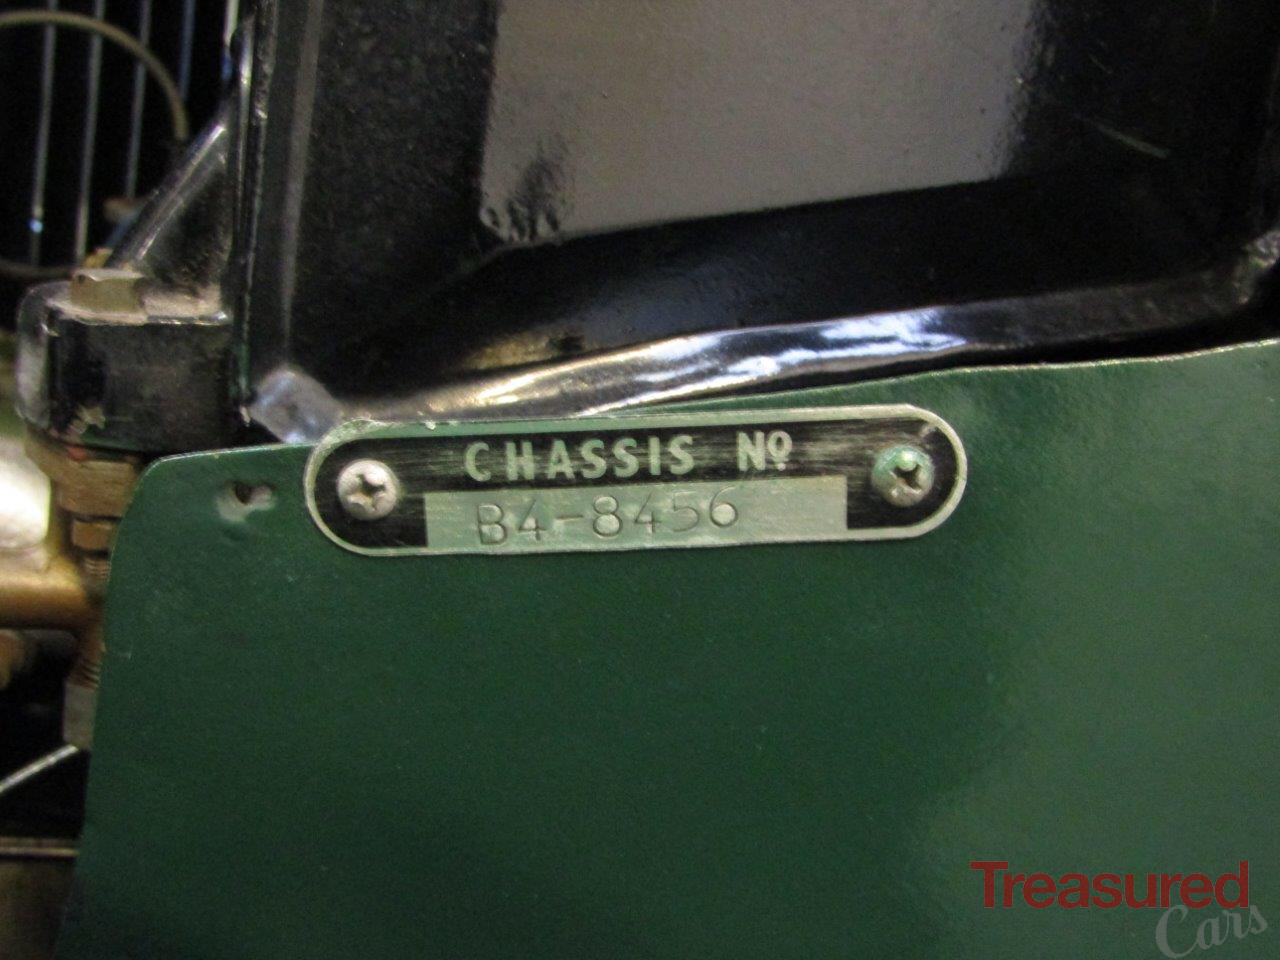 CHASSIS Nº
B4-8456
Treasured
Cars